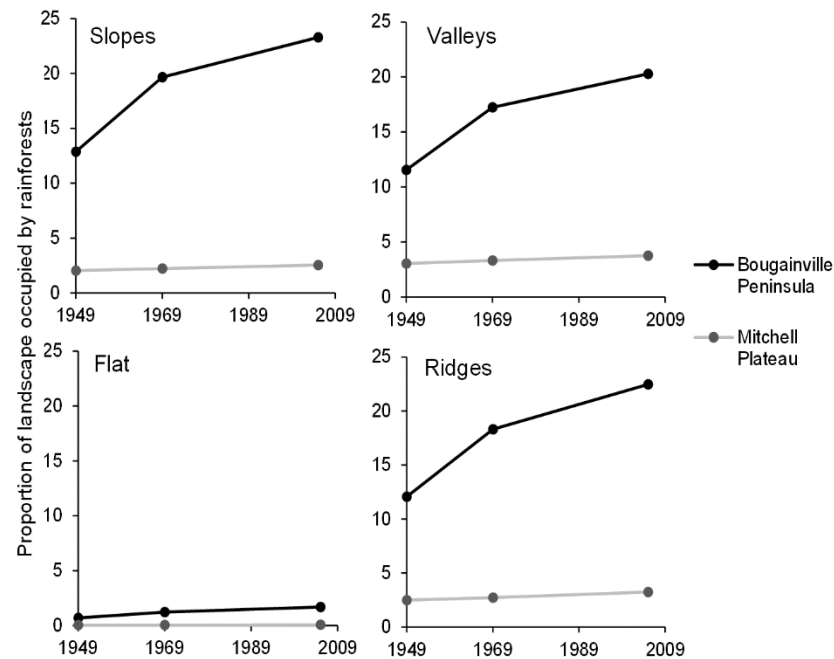 Proportion of landscape occupied by rainforests
Slopes
25
20
15
10
5
0
1949 1969 1989 2009
Valleys
25
20
15
10
5
0
1949 1969 1989 2009
Flat
25
20
15
10
5
0
1949 1969 1989 2009
Ridges
25
20
15
10
5
0
1949 1969 1989 2009
Bougainville
Peninsula
Mitchell
Plateau